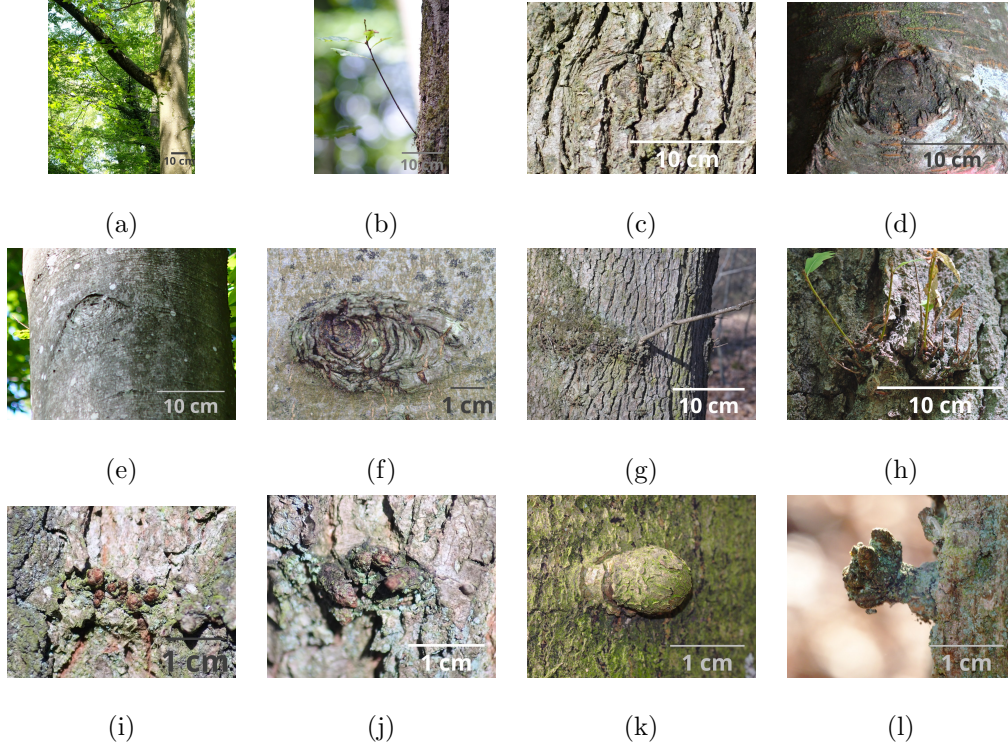 10 cm
10 cm
10 cm
10 cm
(a)
(b)
(c)
(d)
10 cm
1 cm
10 cm
10 cm
(e)
(f)
(g)
(h)
1 cm
1 cm
1 cm
1 cm
(i)
(j)
(k)
(l)